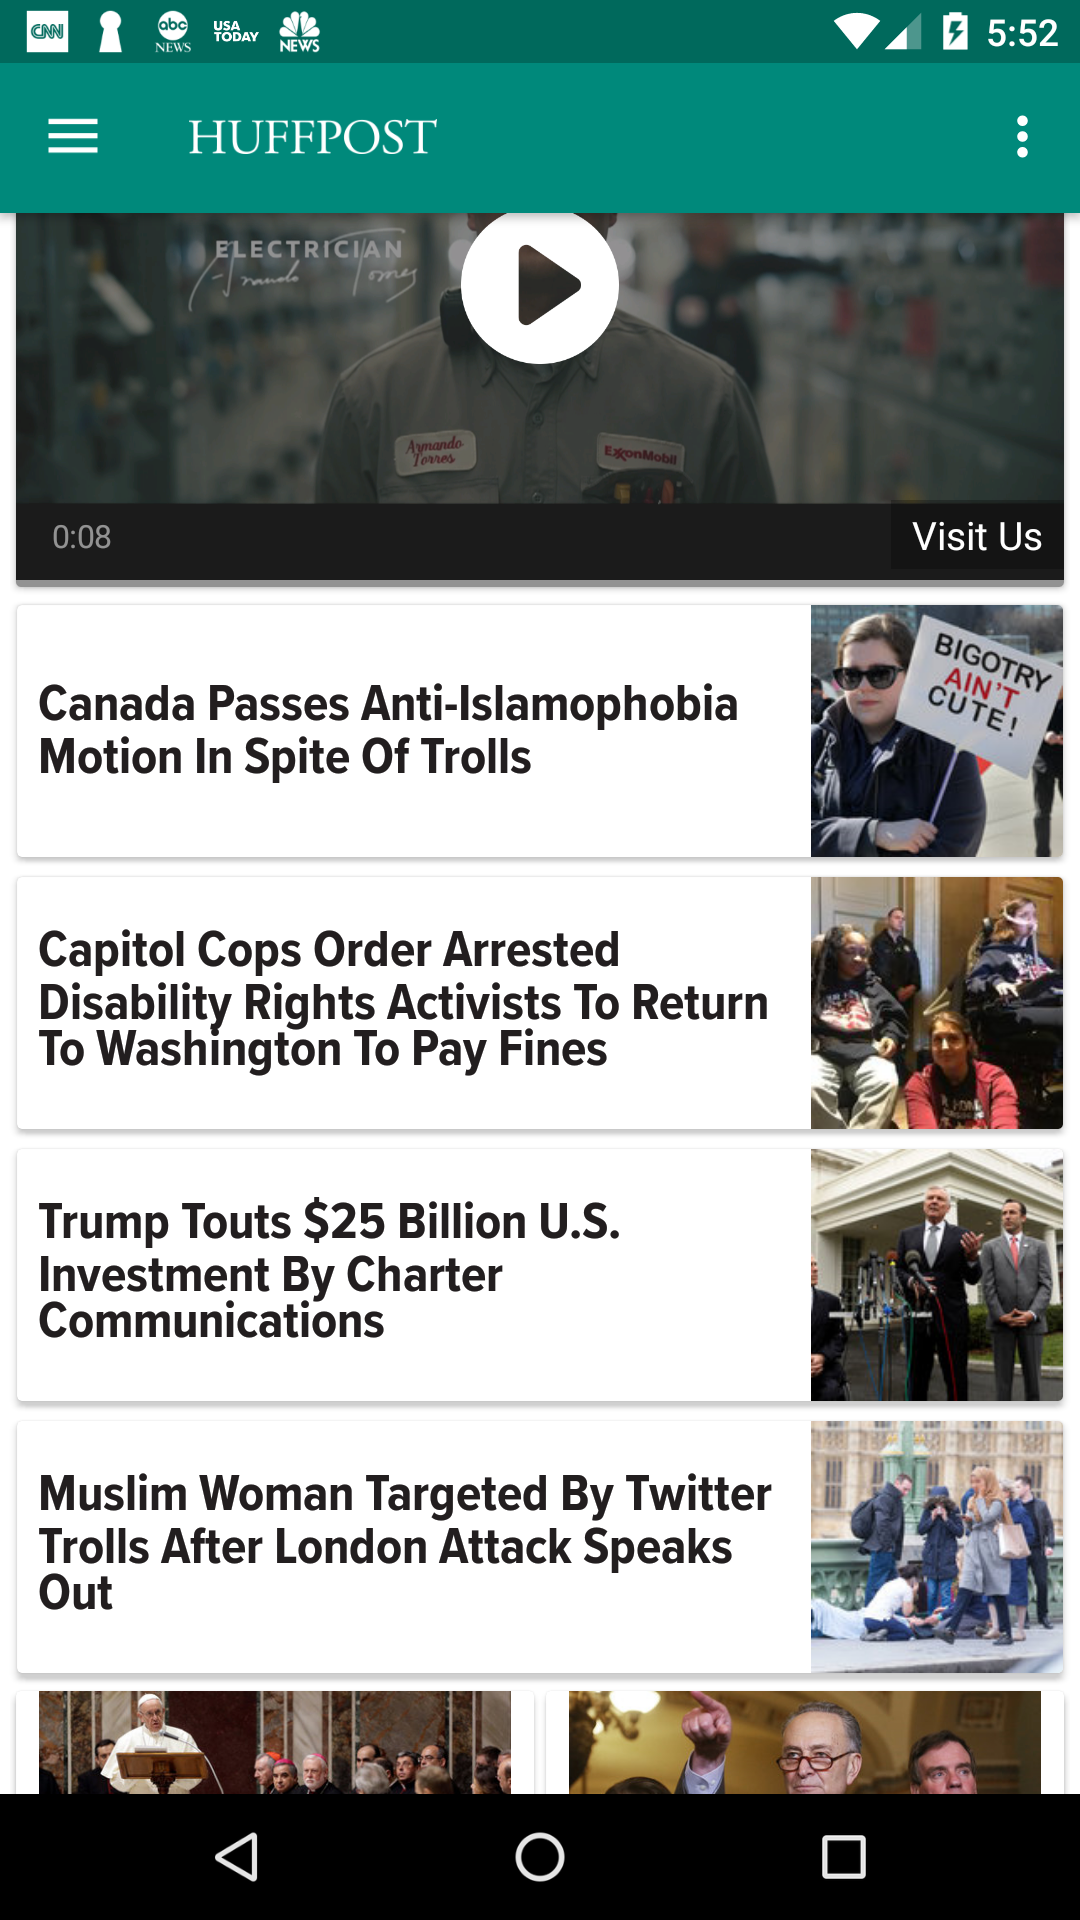 CNN
abc
NEWS
USA
TODAY
NEWS
5:52
HUFFPOST
ELECTRICIAN
Armando Torres
Armando
Torres
ExxonMobil
0:08
Visit Us
Canada Passes Anti-Islamophobia
Motion In Spite Of Trolls
BIGOTRY
AIN'T
CUTE!
Capitol Cops Order Arrested
Disability Rights Activists To Return
To Washington To Pay Fines
Trump Touts $25 Billion U.S.
Investment By Charter
Communications
Muslim Woman Targeted By Twitter
Trolls After London Attack Speaks
Out